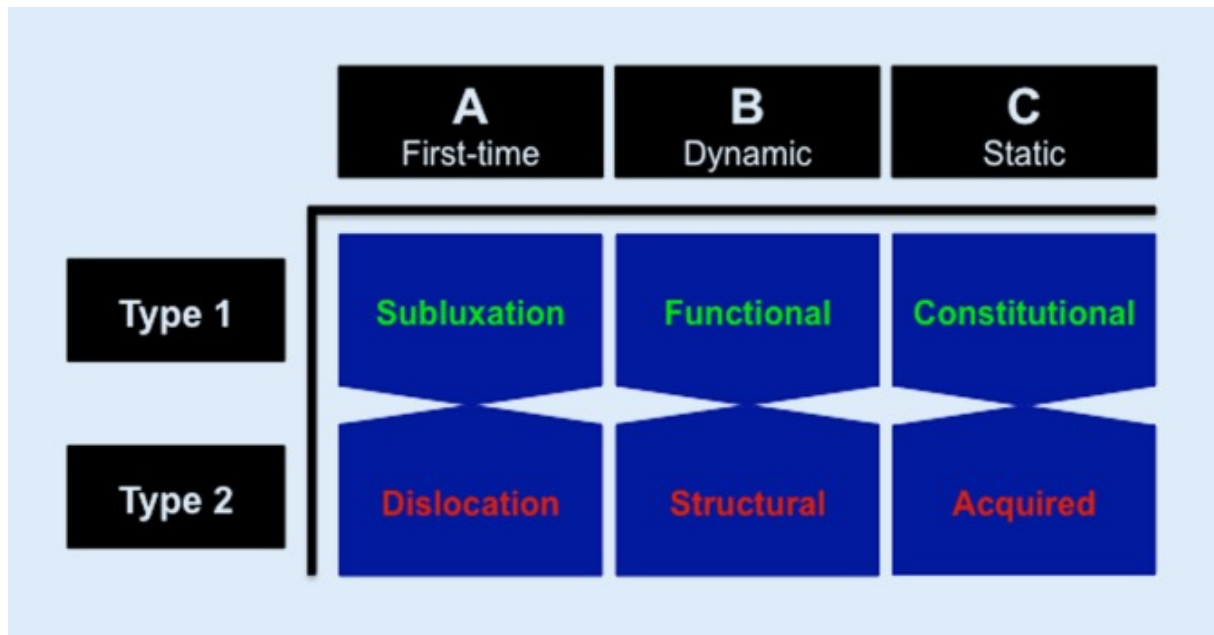 A
First-time
B
Dynamic
C
Static
Type 1
Subluxation
Functional
Constitutional
Type 2
Dislocation
Structural
Acquired